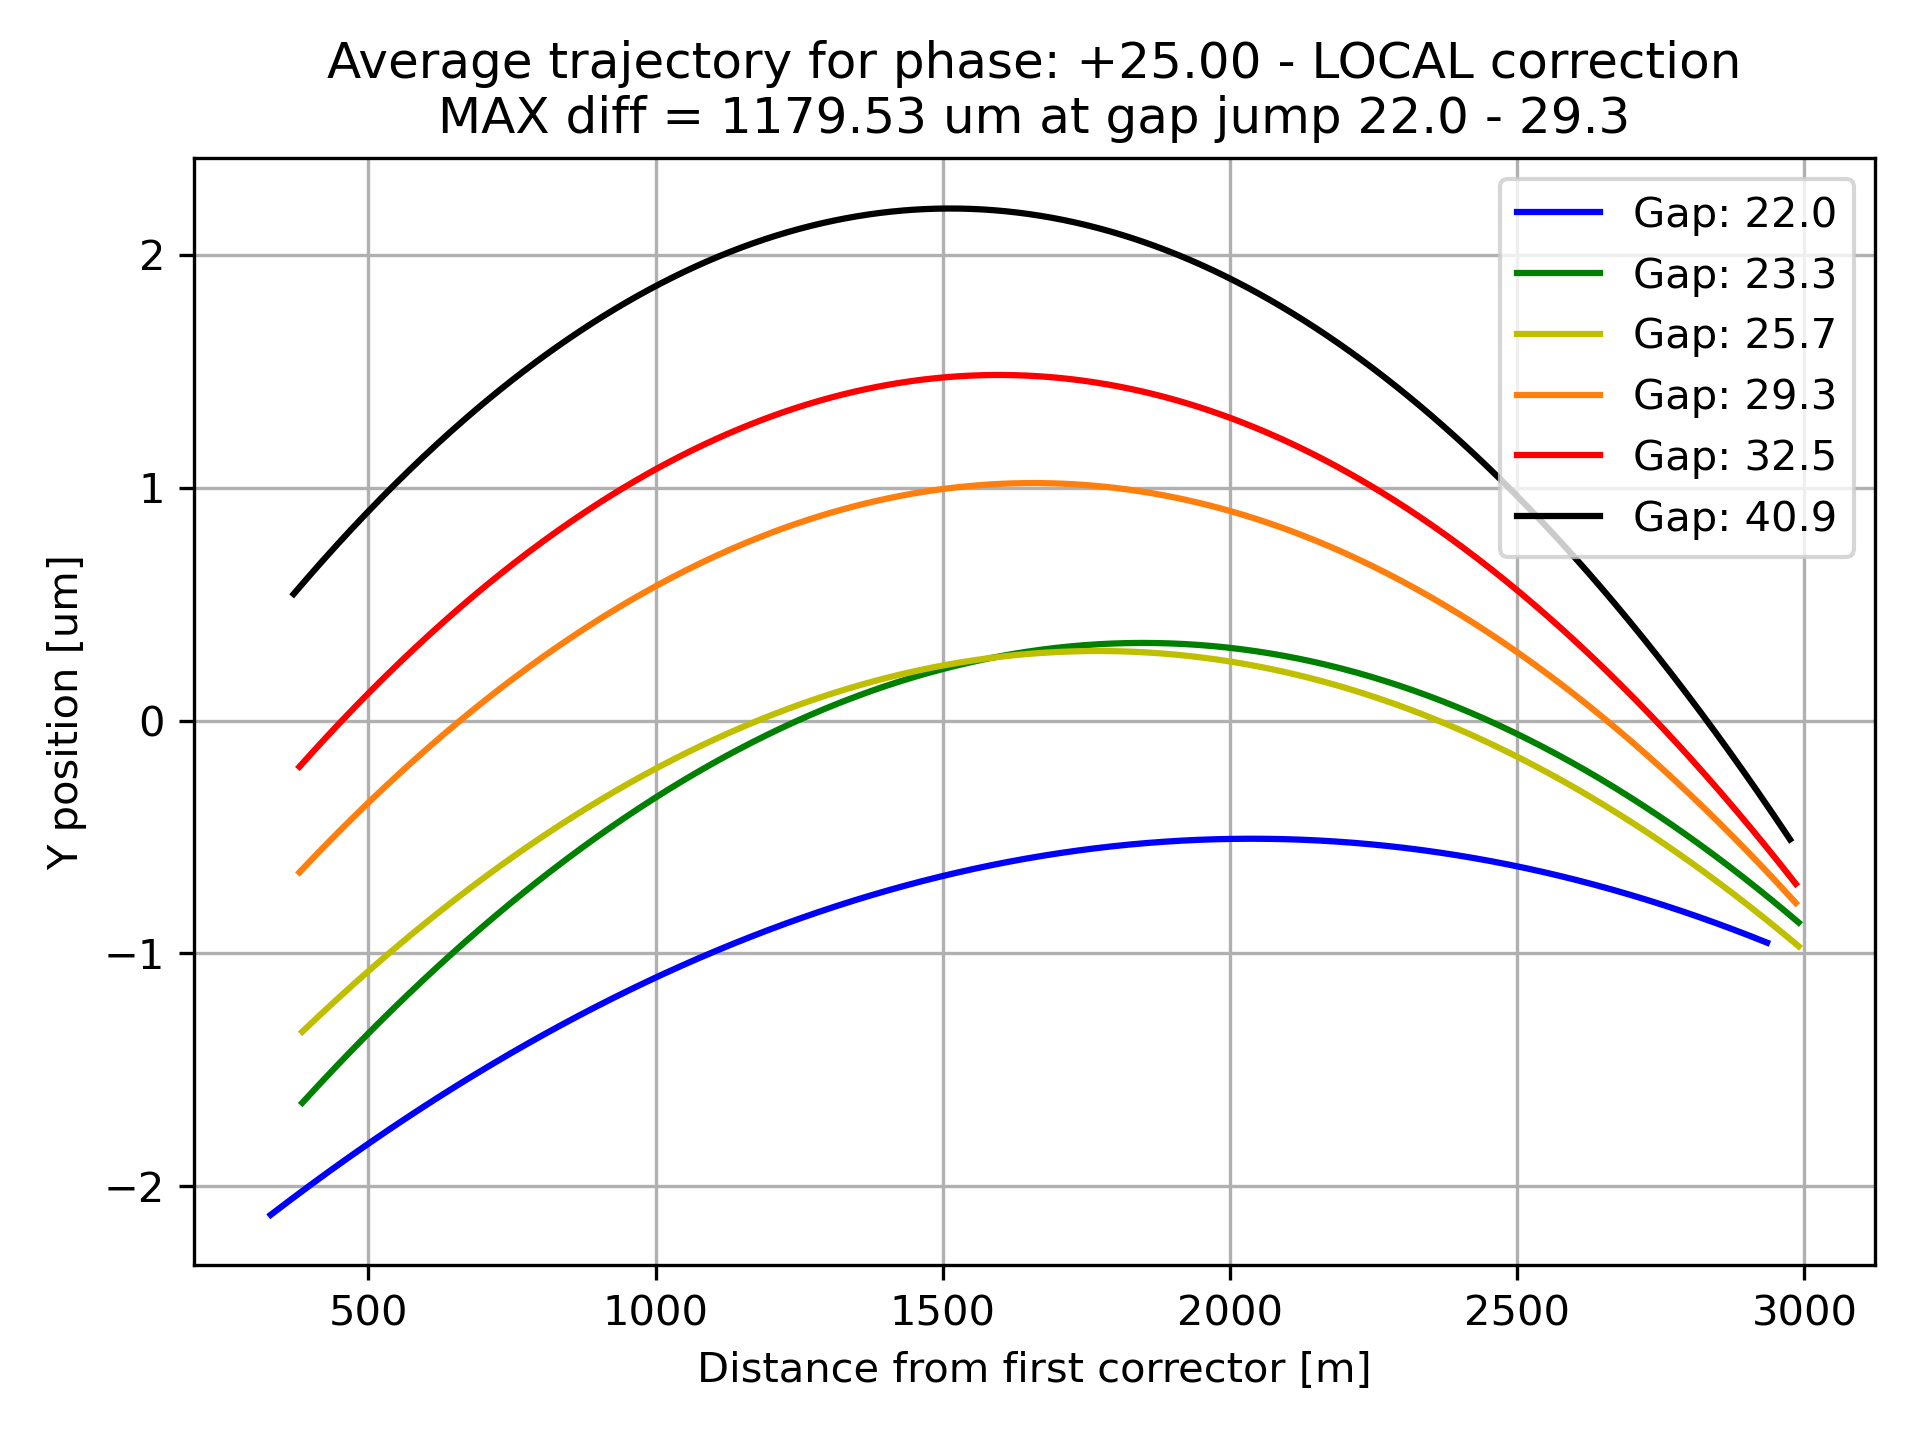 Average trajectory for phase: +25.00 - LOCAL correction
MAX diff = 1179.53 um at gap jump 22.0 - 29.3
Gap: 22.0
Gap: 23.3
Gap: 25.7
Gap: 29.3
Gap: 32.5
Gap: 40.9
2
1
0
−1
−2
Y position [um]
500 1000 1500 2000 2500 3000
Distance from first corrector [m]